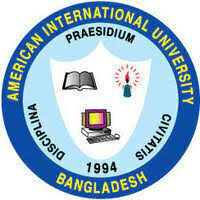 AMERICAN INTERNATIONAL UNIVERSITY
PRAESIDIUM
DISCIPLINA
CIVITATIS
1994
BANGLADESH